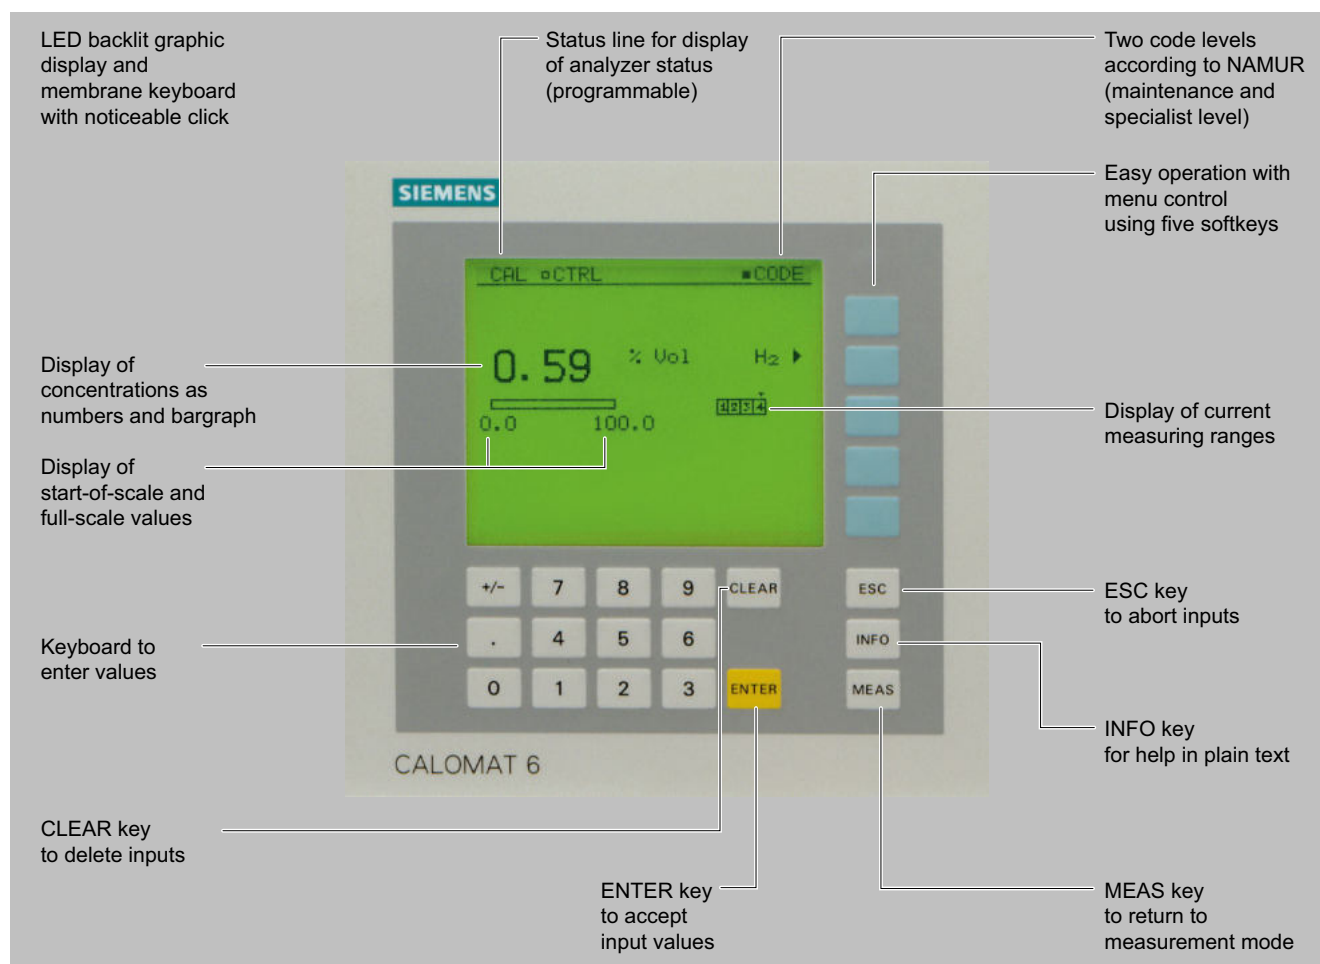 LED backlit graphic
display and
membrane keyboard
with noticeable click
Status line for display
of analyzer status
(programmable)
Two code levels
according to NAMUR
(maintenance and
specialist level)
Easy operation with
menu control
using five softkeys
SIEMENS
CAL ▫CTRL ▪CODE
0.59 % Vol H₂ ▶
1 2 3 4
0.0 100.0
Display of
concentrations as
numbers and bargraph
Display of current
measuring ranges
Display of
start-of-scale and
full-scale values
+/- 7 8 9 CLEAR ESC
. 4 5 6 INFO
0 1 2 3 ENTER MEAS
ESC key
to abort inputs
Keyboard to
enter values
INFO key
for help in plain text
CALOMAT 6
CLEAR key
to delete inputs
ENTER key
to accept
input values
MEAS key
to return to
measurement mode